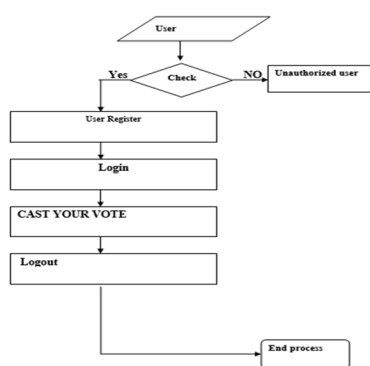 User
Yes
Check
NO
Unauthorized user
User Register
Login
CAST YOUR VOTE
Logout
End process